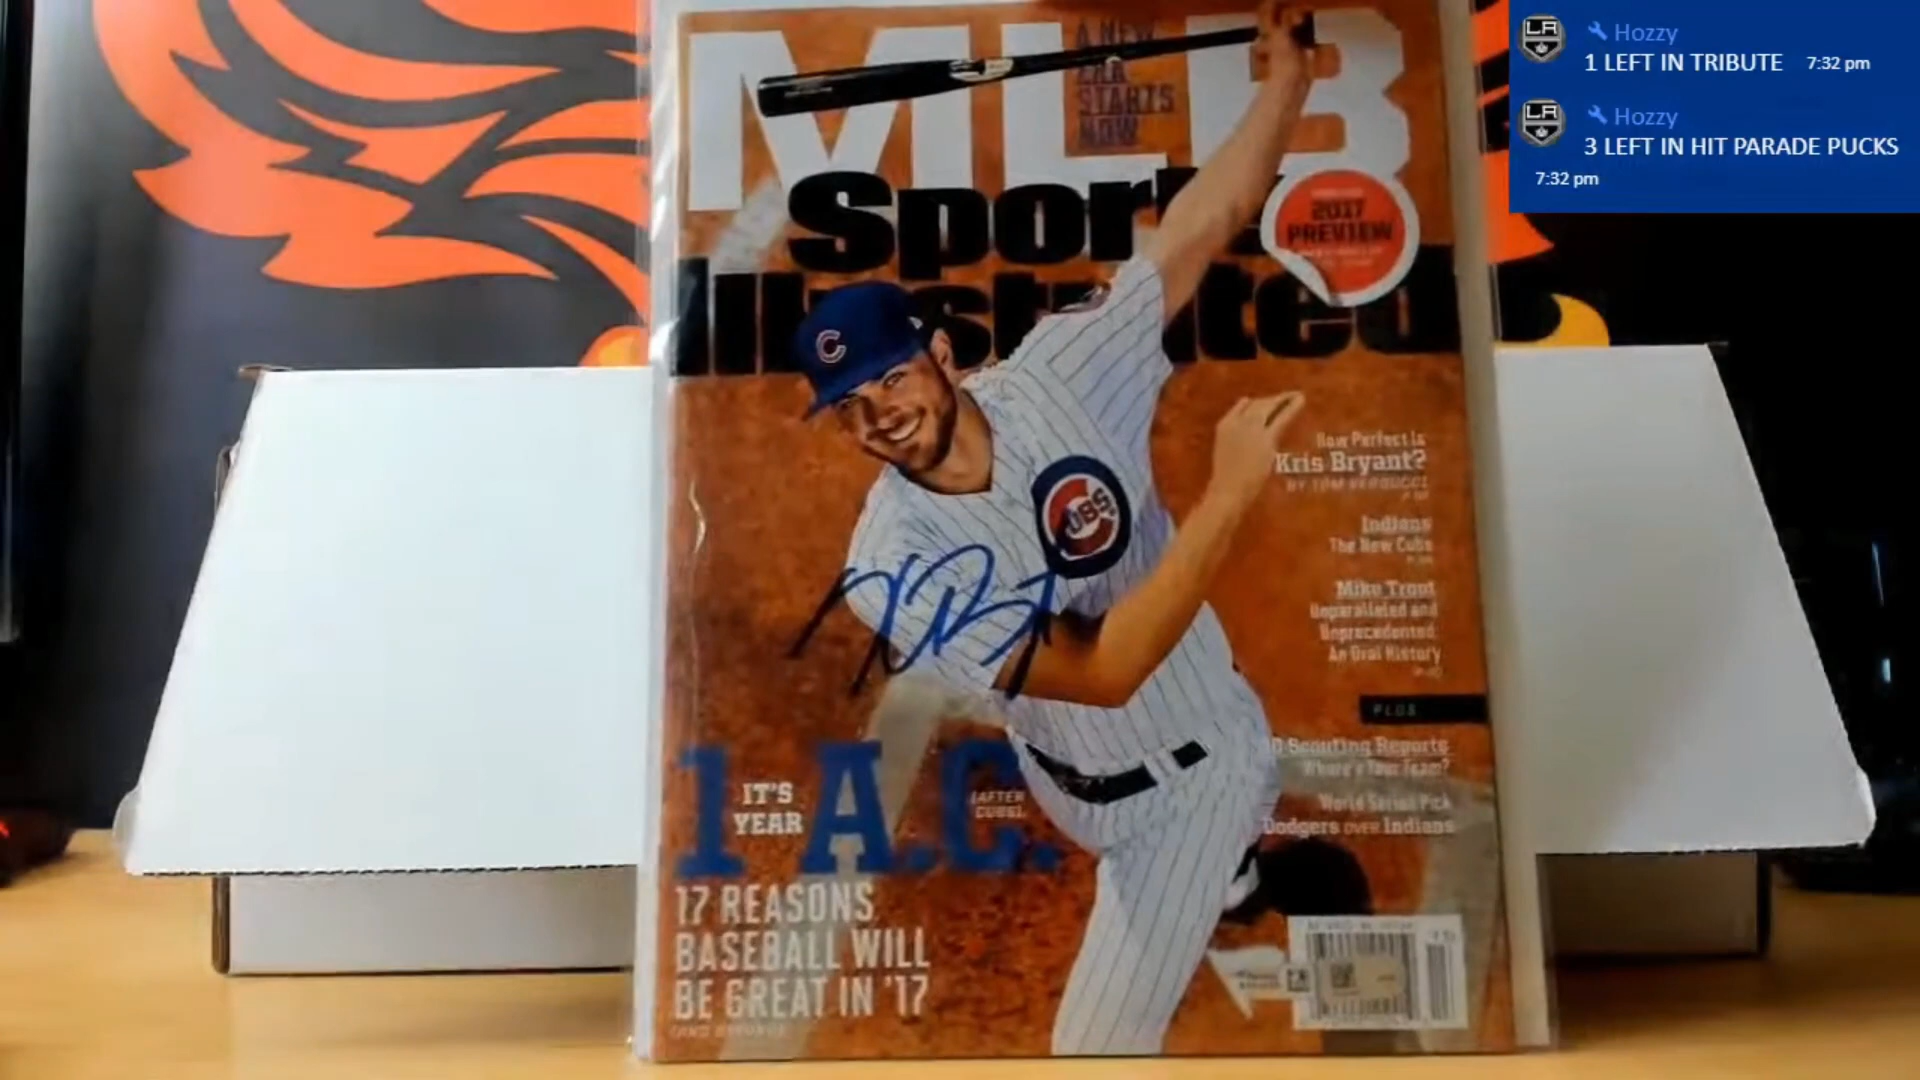 MLB
A NEW
ERA
STARTS
NOW
Sports
Illustrated
2017
PREVIEW
C
CUBS
How Perfect Is
Kris Bryant?
BY TOM VERDUCCI
Indians
The New Cubs
Mike Trout
Unparalleled and
Unprecedented:
An Oral History
PLUS
Scouting Reports
Where's Your Team?
World Series Pick
Dodgers OVER Indians
IT'S
YEAR
1 A.C.
(AFTER
CUBS)
17 REASONS
BASEBALL WILL
BE GREAT IN '17
LA
Hozzy
1 LEFT IN TRIBUTE 7:32 pm
LA
Hozzy
3 LEFT IN HIT PARADE PUCKS
7:32 pm